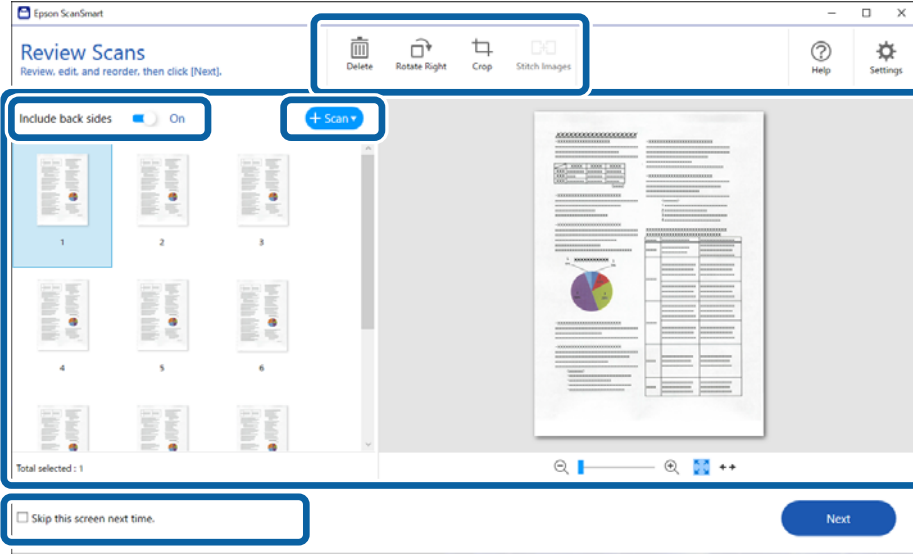 Epson ScanSmart
Review Scans
Review, edit, and reorder, then click [Next].
Delete
Rotate Right
Crop
Stitch Images
Help
Settings
Include back sides
On
+ Scan
1
2
3
4
5
6
Total selected : 1
Skip this screen next time.
Next